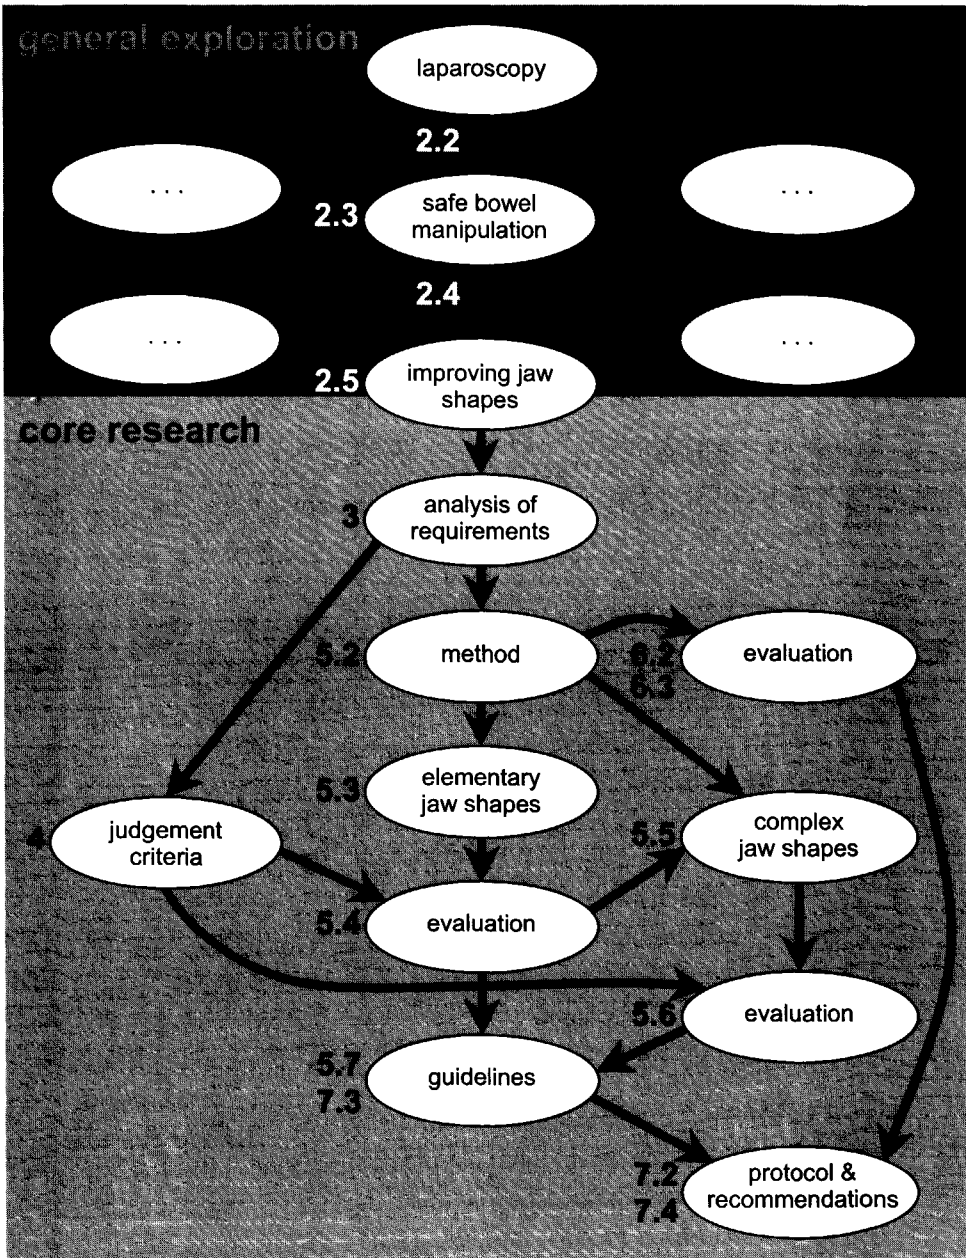 general exploration
laparoscopy
2.2
. . .
. . .
2.3
safe bowel
manipulation
2.4
. . .
. . .
2.5
improving jaw
shapes
core research
3
analysis of
requirements
5.2
method
6.2
6.3
evaluation
5.3
elementary
jaw shapes
4
judgement
criteria
5.5
complex
jaw shapes
5.4
evaluation
5.6
evaluation
5.7
7.3
guidelines
7.2
7.4
protocol &
recommendations